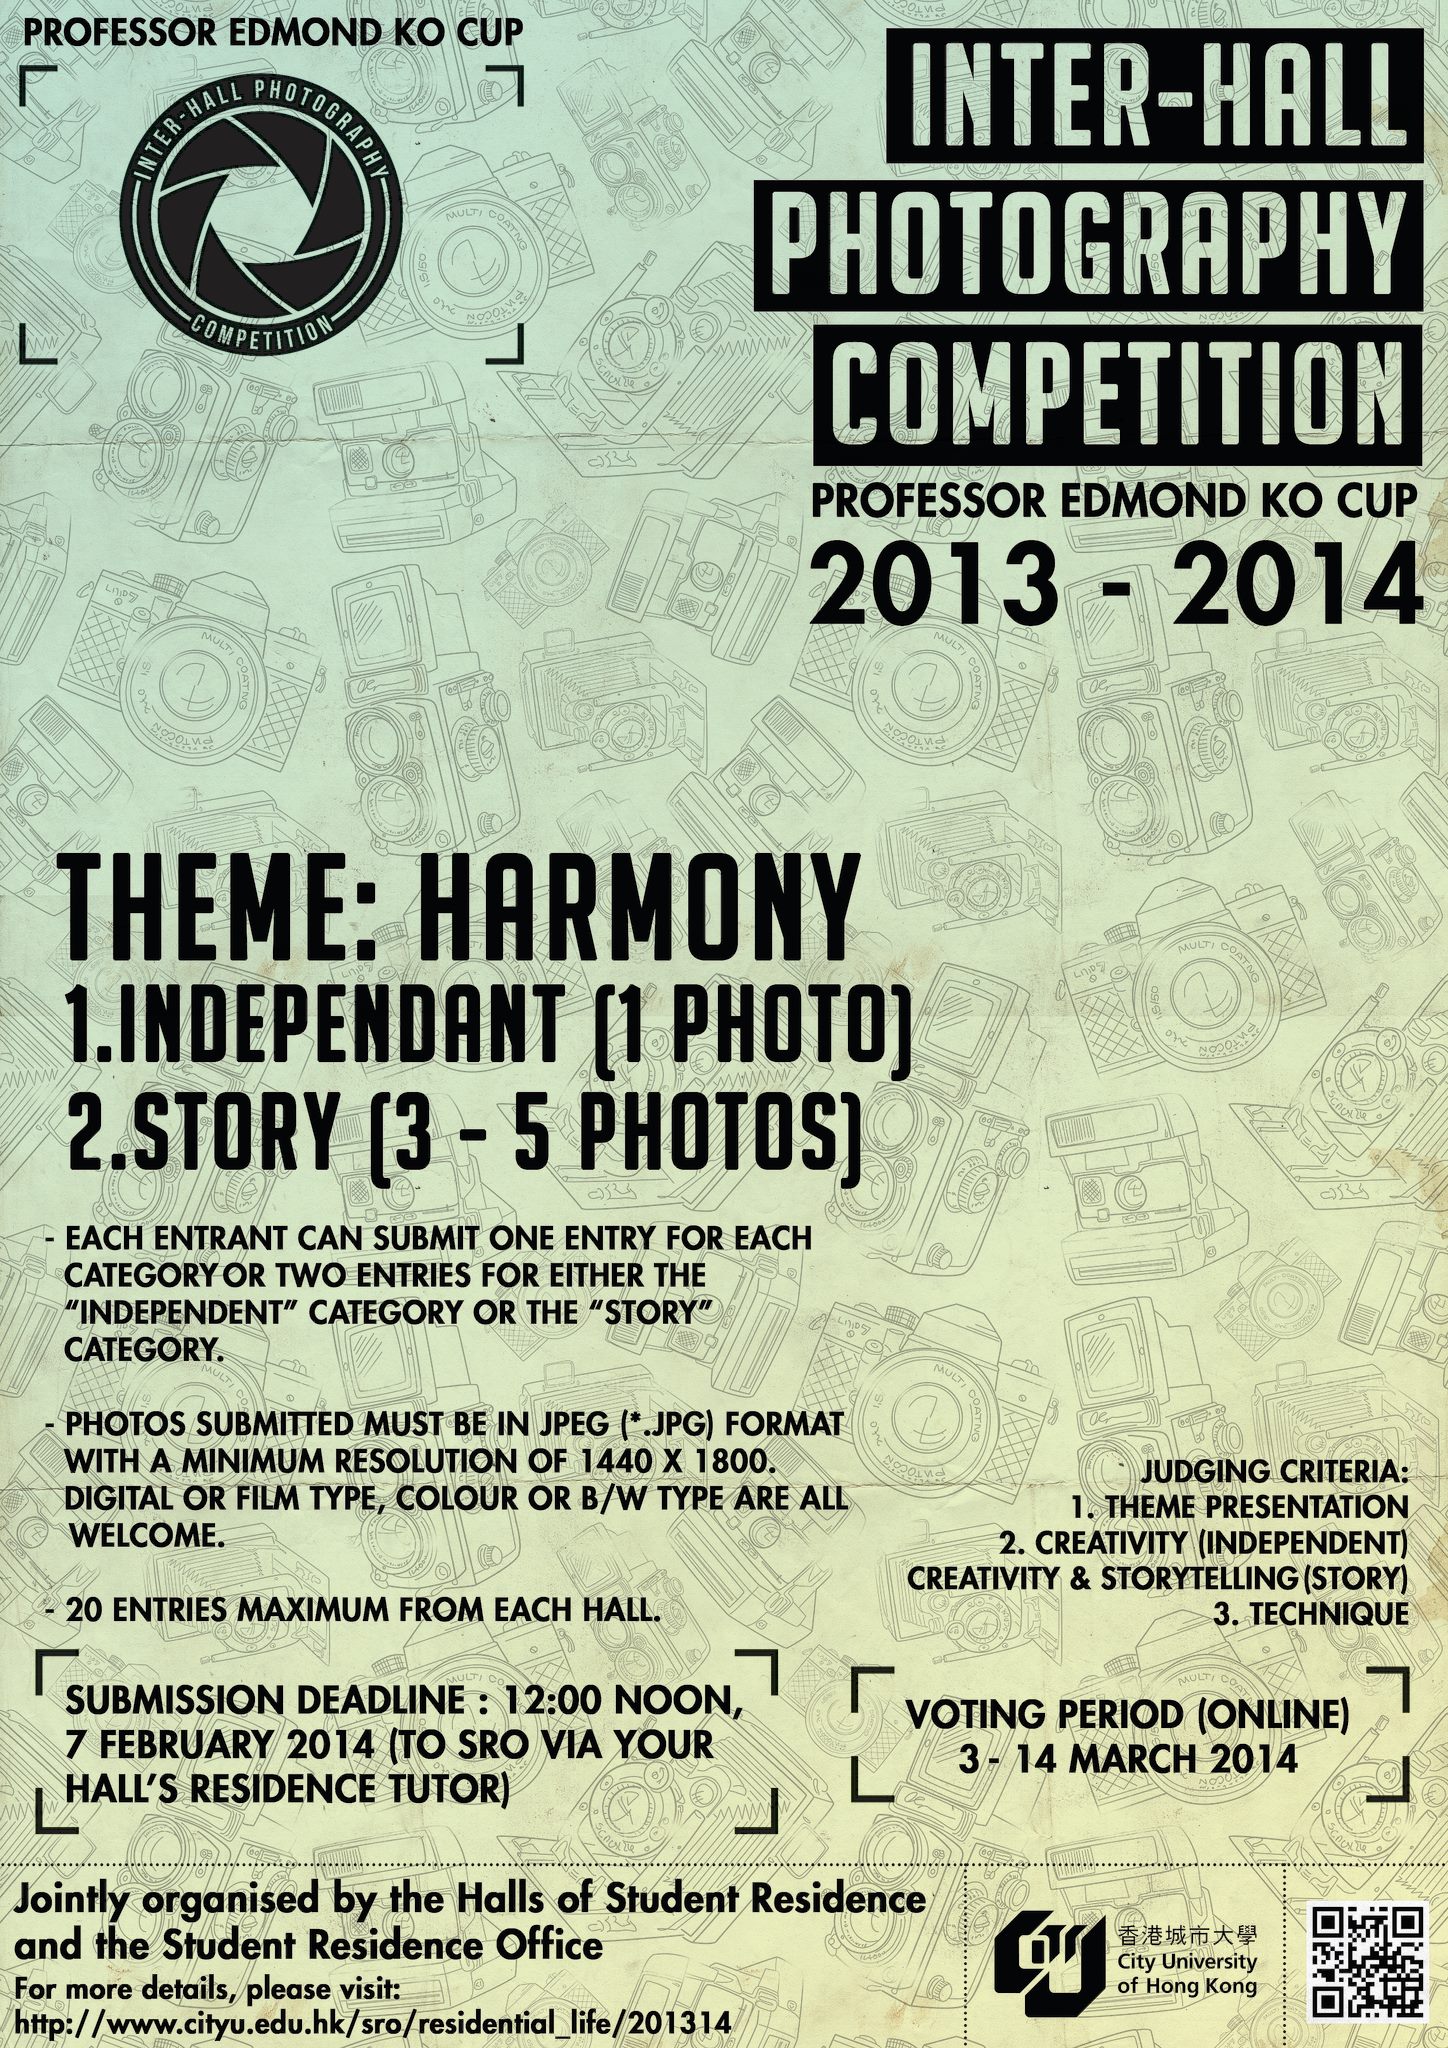 PROFESSOR EDMOND KO CUP
INTER-HALL PHOTOGRAPHY
COMPETITION
INTER-HALL
PHOTOGRAPHY
COMPETITION
PROFESSOR EDMOND KO CUP
2013 - 2014
THEME: HARMONY
1.INDEPENDANT (1 PHOTO)
2.STORY (3 - 5 PHOTOS)
- EACH ENTRANT CAN SUBMIT ONE ENTRY FOR EACH
CATEGORY OR TWO ENTRIES FOR EITHER THE
“INDEPENDENT” CATEGORY OR THE “STORY”
CATEGORY.
- PHOTOS SUBMITTED MUST BE IN JPEG (*.JPG) FORMAT
WITH A MINIMUM RESOLUTION OF 1440 X 1800.
DIGITAL OR FILM TYPE, COLOUR OR B/W TYPE ARE ALL
WELCOME.
- 20 ENTRIES MAXIMUM FROM EACH HALL.
JUDGING CRITERIA:
1. THEME PRESENTATION
2. CREATIVITY (INDEPENDENT)
CREATIVITY & STORYTELLING (STORY)
3. TECHNIQUE
SUBMISSION DEADLINE : 12:00 NOON,
7 FEBRUARY 2014 (TO SRO VIA YOUR
HALL’S RESIDENCE TUTOR)
VOTING PERIOD (ONLINE)
3 - 14 MARCH 2014
Jointly organised by the Halls of Student Residence
and the Student Residence Office
For more details, please visit:
http://www.cityu.edu.hk/sro/residential_life/201314
CityU
香港城市大學
City University
of Hong Kong